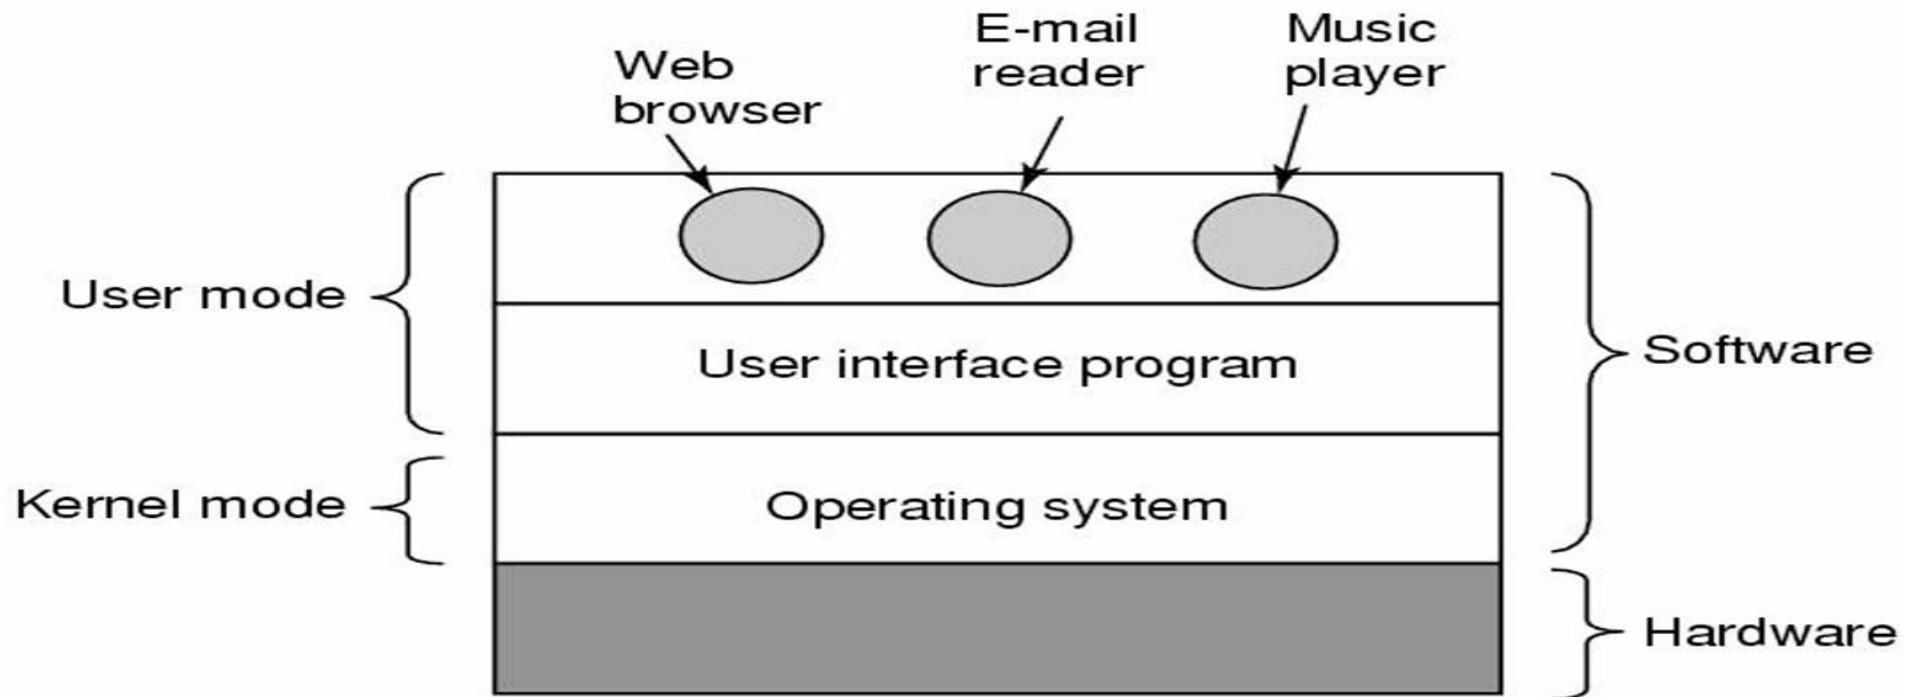 Web
browser
E-mail
reader
Music
player
User mode
User interface program
Software
Kernel mode
Operating system
Hardware